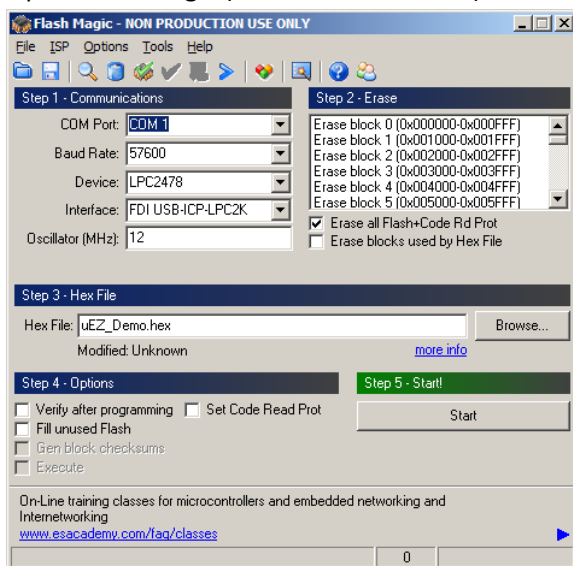 Flash Magic - NON PRODUCTION USE ONLY
File ISP Options Tools Help
Step 1 - Communications
COM Port: COM 1
Baud Rate: 57600
Device: LPC2478
Interface: FDI USB-ICP-LPC2K
Oscillator (MHz): 12
Step 2 - Erase
Erase block 0 (0x000000-0x000FFF)
Erase block 1 (0x001000-0x001FFF)
Erase block 2 (0x002000-0x002FFF)
Erase block 3 (0x003000-0x003FFF)
Erase block 4 (0x004000-0x004FFF)
Erase block 5 (0x005000-0x005FFF)
Erase all Flash+Code Rd Prot
Erase blocks used by Hex File
Step 3 - Hex File
Hex File: uEZ_Demo.hex Browse...
Modified: Unknown more info
Step 4 - Options
Verify after programming Set Code Read Prot
Fill unused Flash
Gen block checksums
Execute
Step 5 - Start!
Start
On-Line training classes for microcontrollers and embedded networking and
Internetworking
www.esacademy.com/faq/classes
0